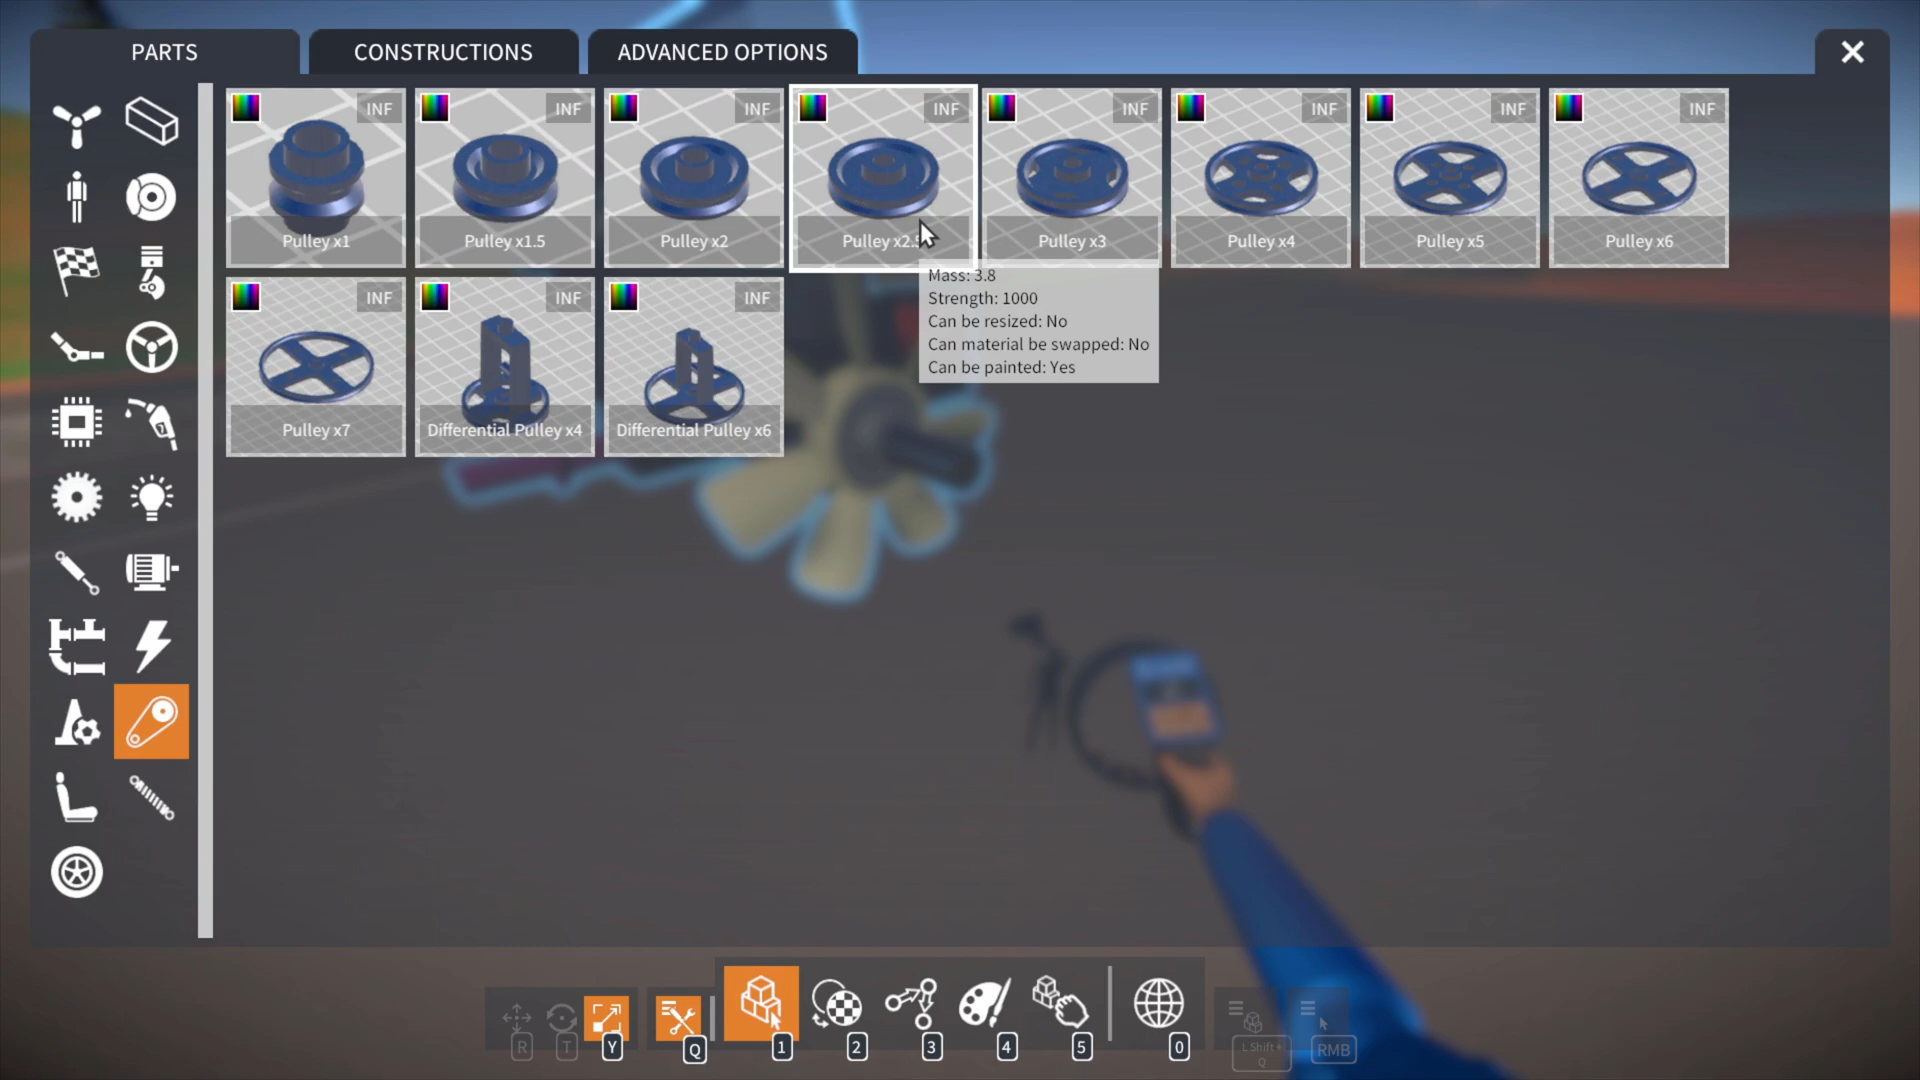 PARTS
CONSTRUCTIONS
ADVANCED OPTIONS
INF
INF
INF
INF
INF
INF
INF
INF
Pulley x1
Pulley x1.5
Pulley x2
Pulley x2.
Pulley x3
Pulley x4
Pulley x5
Pulley x6
Mass: 3.8
Strength: 1000
Can be resized: No
Can material be swapped: No
Can be painted: Yes
INF
INF
INF
Pulley x7
Differential Pulley x4
Differential Pulley x6
R
T
Y
Q
1
2
3
4
5
0
L Shift+
Q
RMB